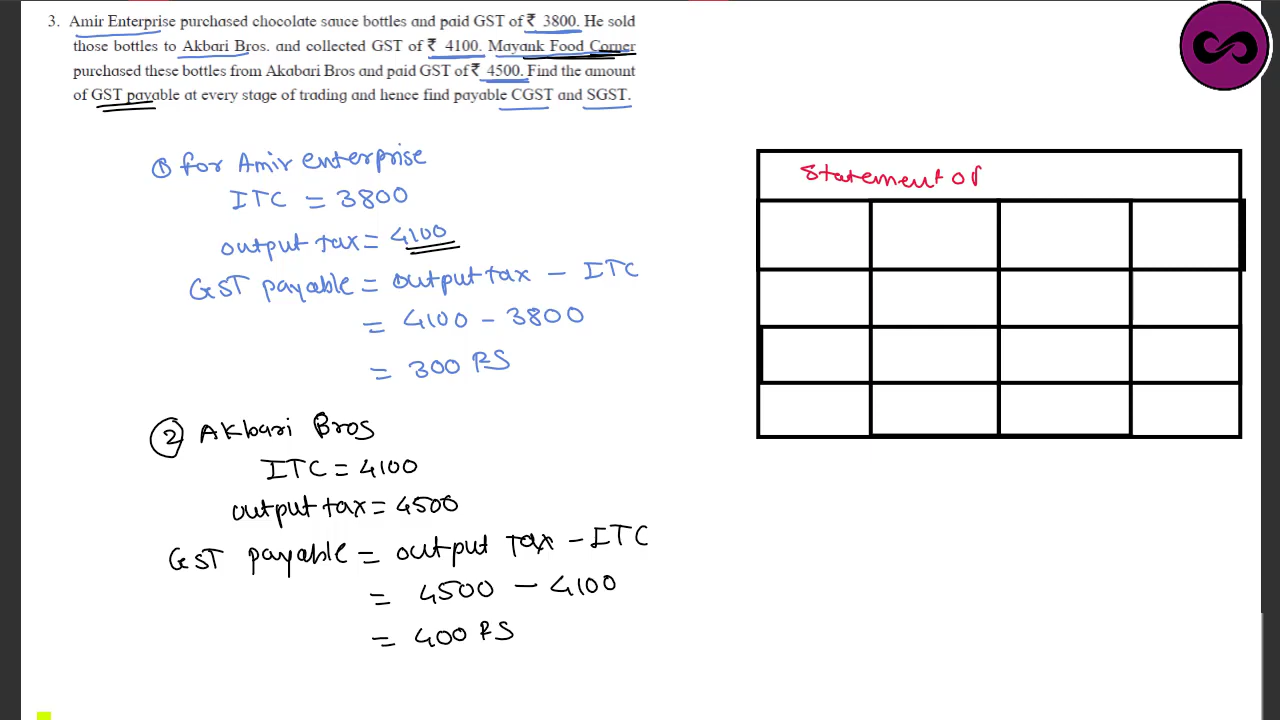 3. Amir Enterprise purchased chocolate sauce bottles and paid GST of ₹ 3800. He sold
those bottles to Akbari Bros. and collected GST of ₹ 4100. Mayank Food Corner
purchased these bottles from Akabari Bros and paid GST of ₹ 4500. Find the amount
of GST payable at every stage of trading and hence find payable CGST and SGST.
① for Amir enterprise
ITC = 3800
output tax = 4100
GST payable = output tax - ITC
= 4100 - 3800
= 300 RS
② Akbari Bros
ITC = 4100
output tax = 4500
GST payable = output tax - ITC
= 4500 - 4100
= 400 RS
Statement of